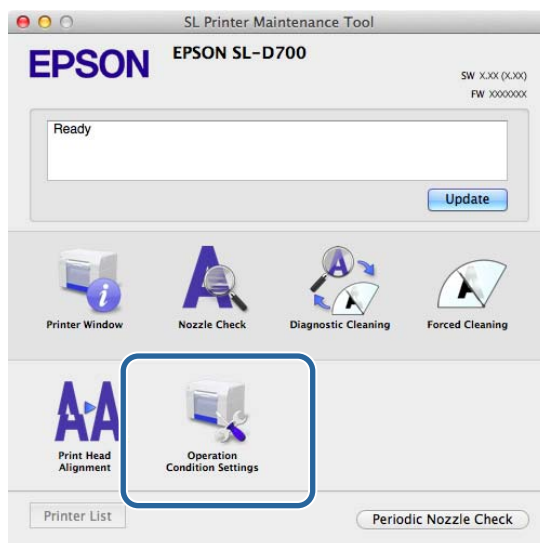 SL Printer Maintenance Tool
EPSON
EPSON SL-D700
SW X.XX (X.XX)
FW XXXXXXX
Ready
Update
Printer Window
Nozzle Check
Diagnostic Cleaning
Forced Cleaning
Print Head
Alignment
Operation
Condition Settings
Printer List
Periodic Nozzle Check